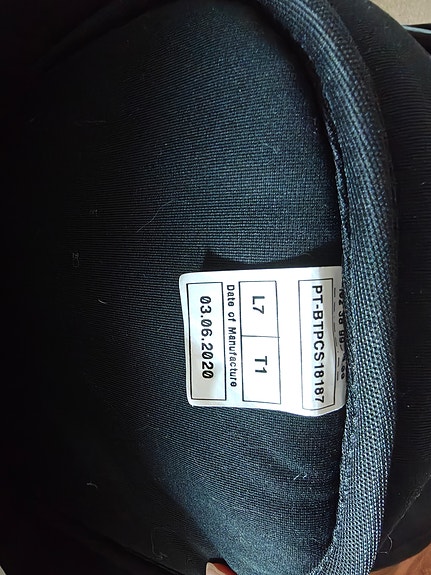 PT-BTPCS18187
L7 T1
Date of Manufacture
03.06.2020